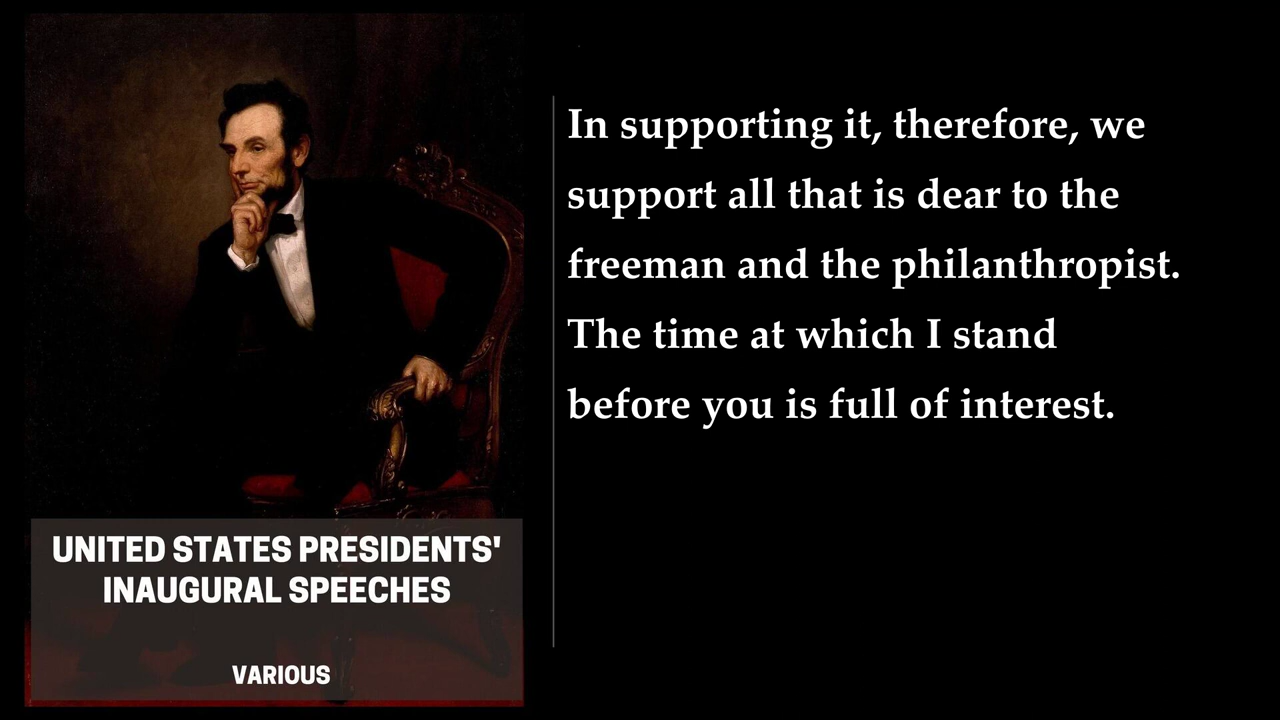 In supporting it, therefore, we
support all that is dear to the
freeman and the philanthropist.
The time at which I stand
before you is full of interest.
UNITED STATES PRESIDENTS'
INAUGURAL SPEECHES
VARIOUS